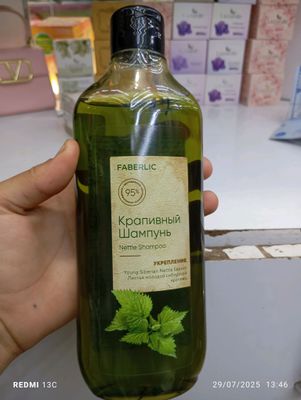 FABERLIC
95%
Крапивный
Шампунь
Nettle Shampoo
УКРЕПЛЕНИЕ
Young Siberian Nettle Leaves
Листья молодой сибирской
крапивы
REDMI 13C
29/07/2025 13:46